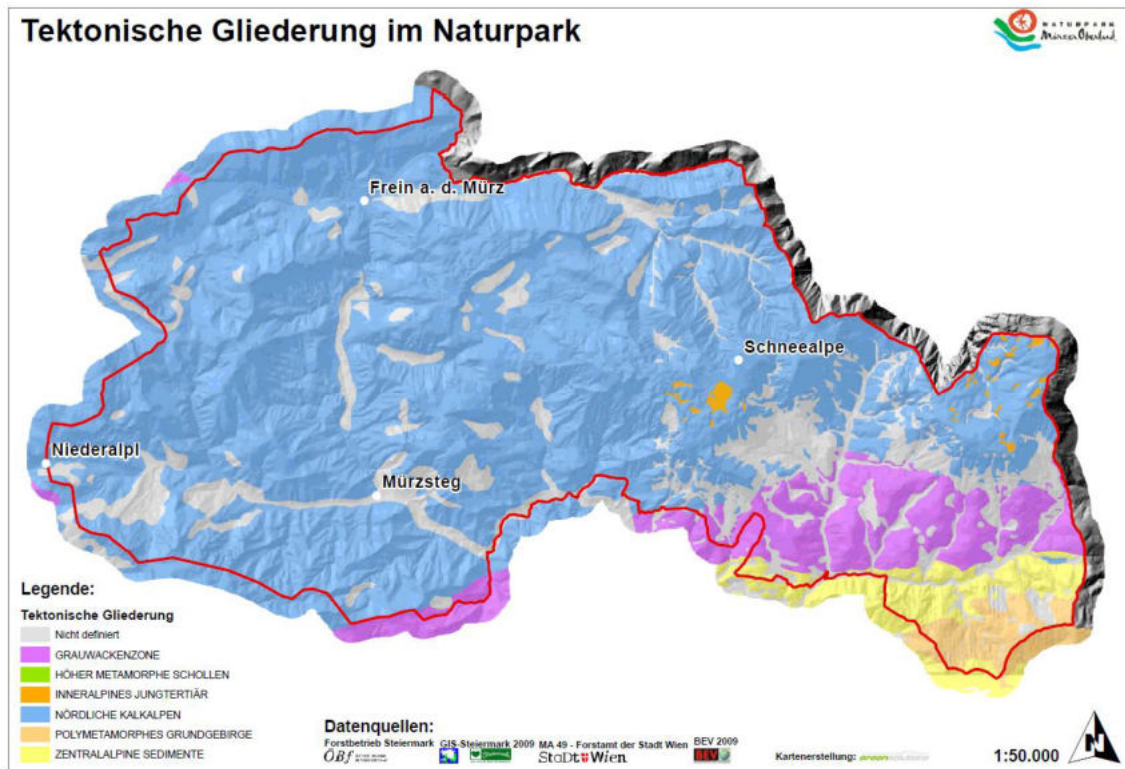 Tektonische Gliederung im Naturpark
NATURPARK
Mürzer Oberland
Frein a. d. Mürz
Schneealpe
Niederalpl
Mürzsteg
Legende:
Tektonische Gliederung
Nicht definiert
GRAUWACKENZONE
HÖHER METAMORPHE SCHOLLEN
INNERALPINES JUNGTERTIÄR
NÖRDLICHE KALKALPEN
POLYMETAMORPHES GRUNDGEBIRGE
ZENTRALALPINE SEDIMENTE
Datenquellen:
Forstbetrieb Steiermark GIS-Steiermark 2009 MA 49 - Forstamt der Stadt Wien BEV 2009
ÖBf StaDt Wien BEV
Kartenerstellung:
1:50.000
N